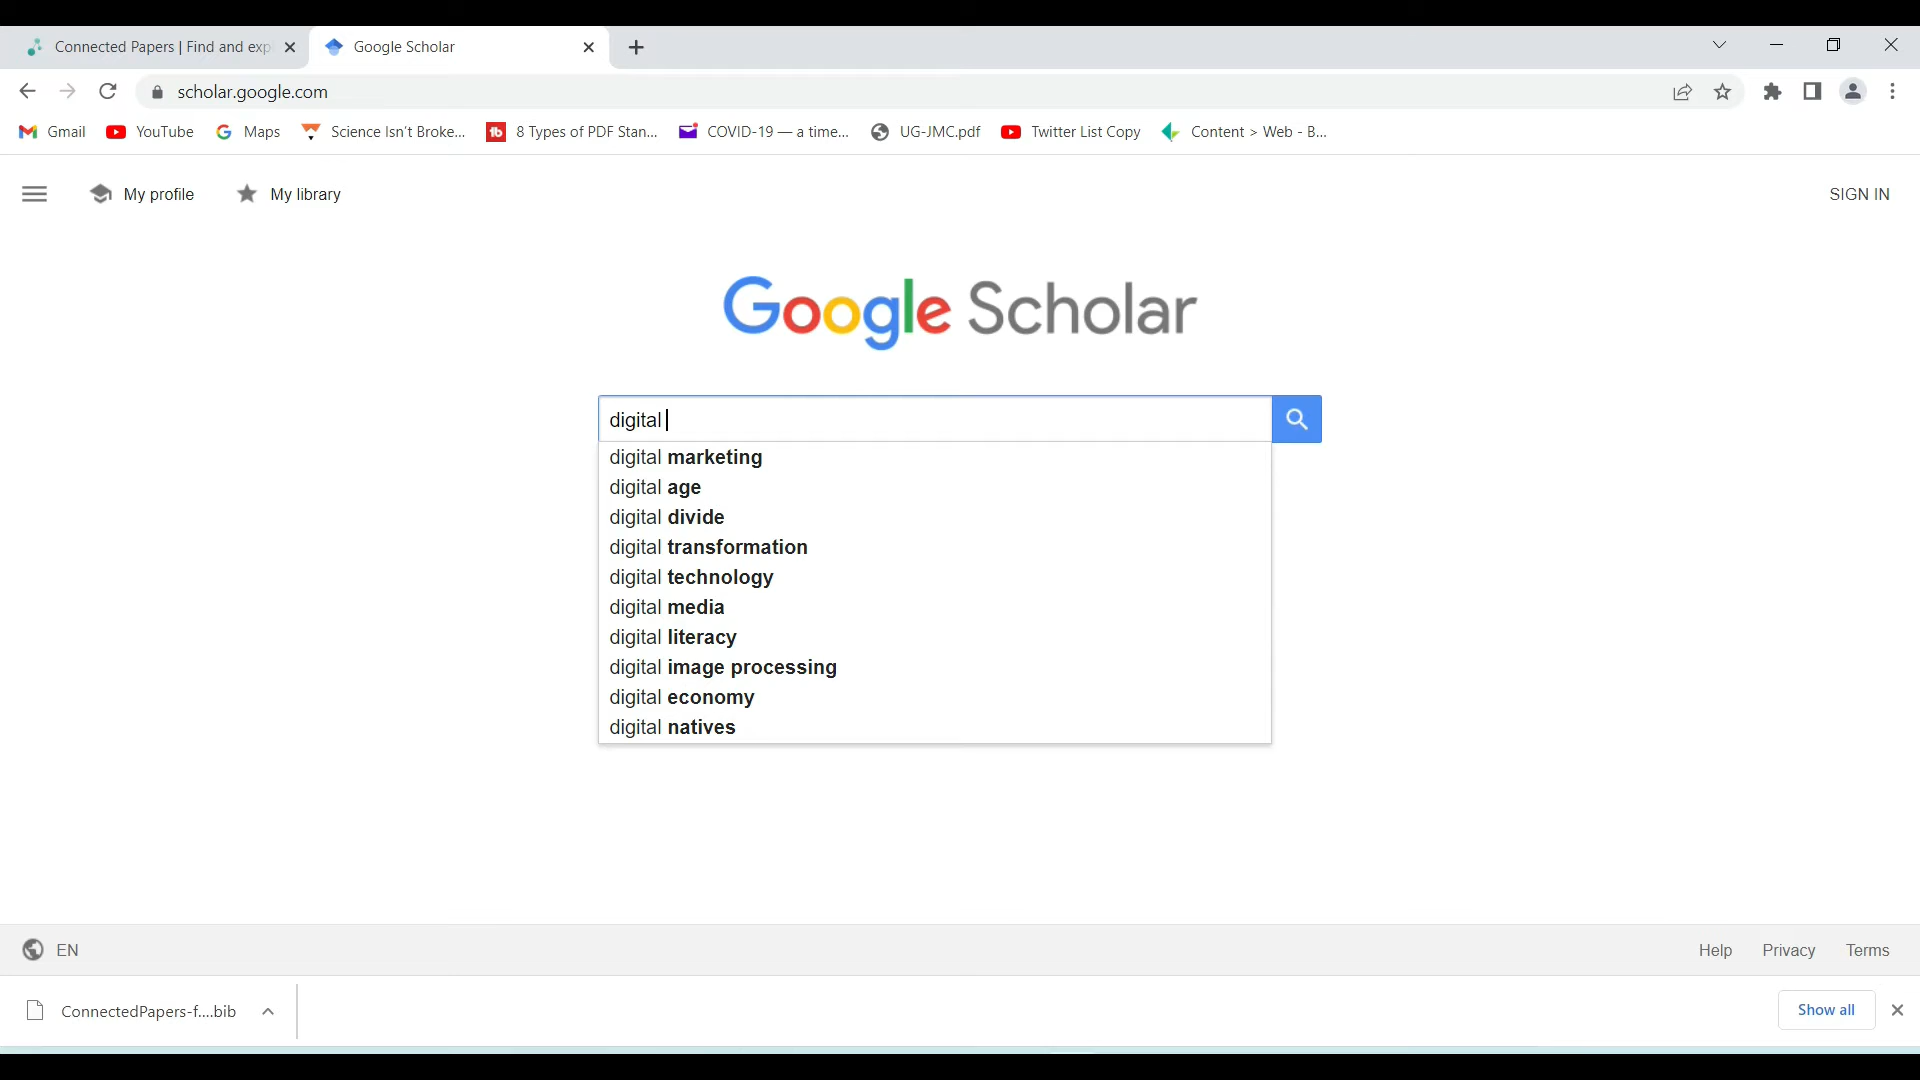 Connected Papers | Find and exp
Google Scholar
scholar.google.com
Gmail
YouTube
Maps
Science Isn't Broke...
8 Types of PDF Stan...
COVID-19 — a time...
UG-JMC.pdf
Twitter List Copy
Content > Web - B...
My profile
My library
SIGN IN
Google Scholar
digital
digital marketing
digital age
digital divide
digital transformation
digital technology
digital media
digital literacy
digital image processing
digital economy
digital natives
EN
Help
Privacy
Terms
ConnectedPapers-f....bib
Show all